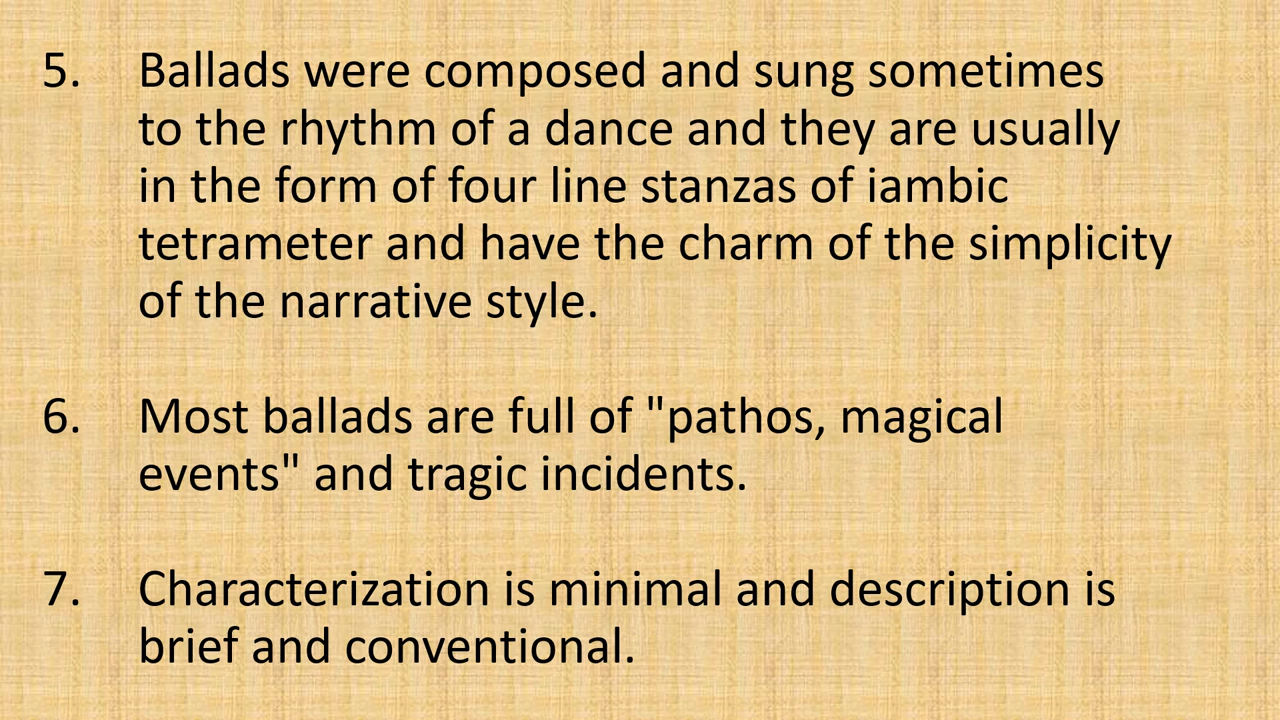 5. Ballads were composed and sung sometimes
to the rhythm of a dance and they are usually
in the form of four line stanzas of iambic
tetrameter and have the charm of the simplicity
of the narrative style.
6. Most ballads are full of "pathos, magical
events" and tragic incidents.
7. Characterization is minimal and description is
brief and conventional.